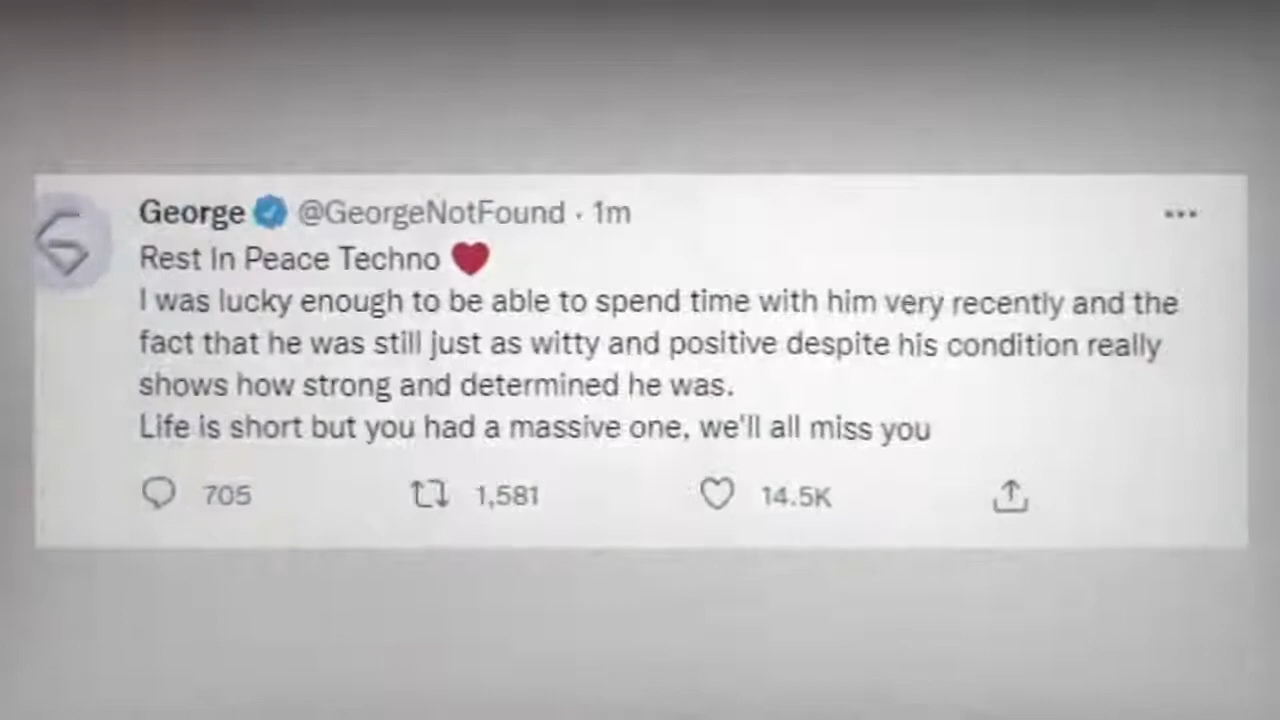 George @GeorgeNotFound · 1m
Rest In Peace Techno ❤
I was lucky enough to be able to spend time with him very recently and the
fact that he was still just as witty and positive despite his condition really
shows how strong and determined he was.
Life is short but you had a massive one, we'll all miss you
705 1,581 14.5K